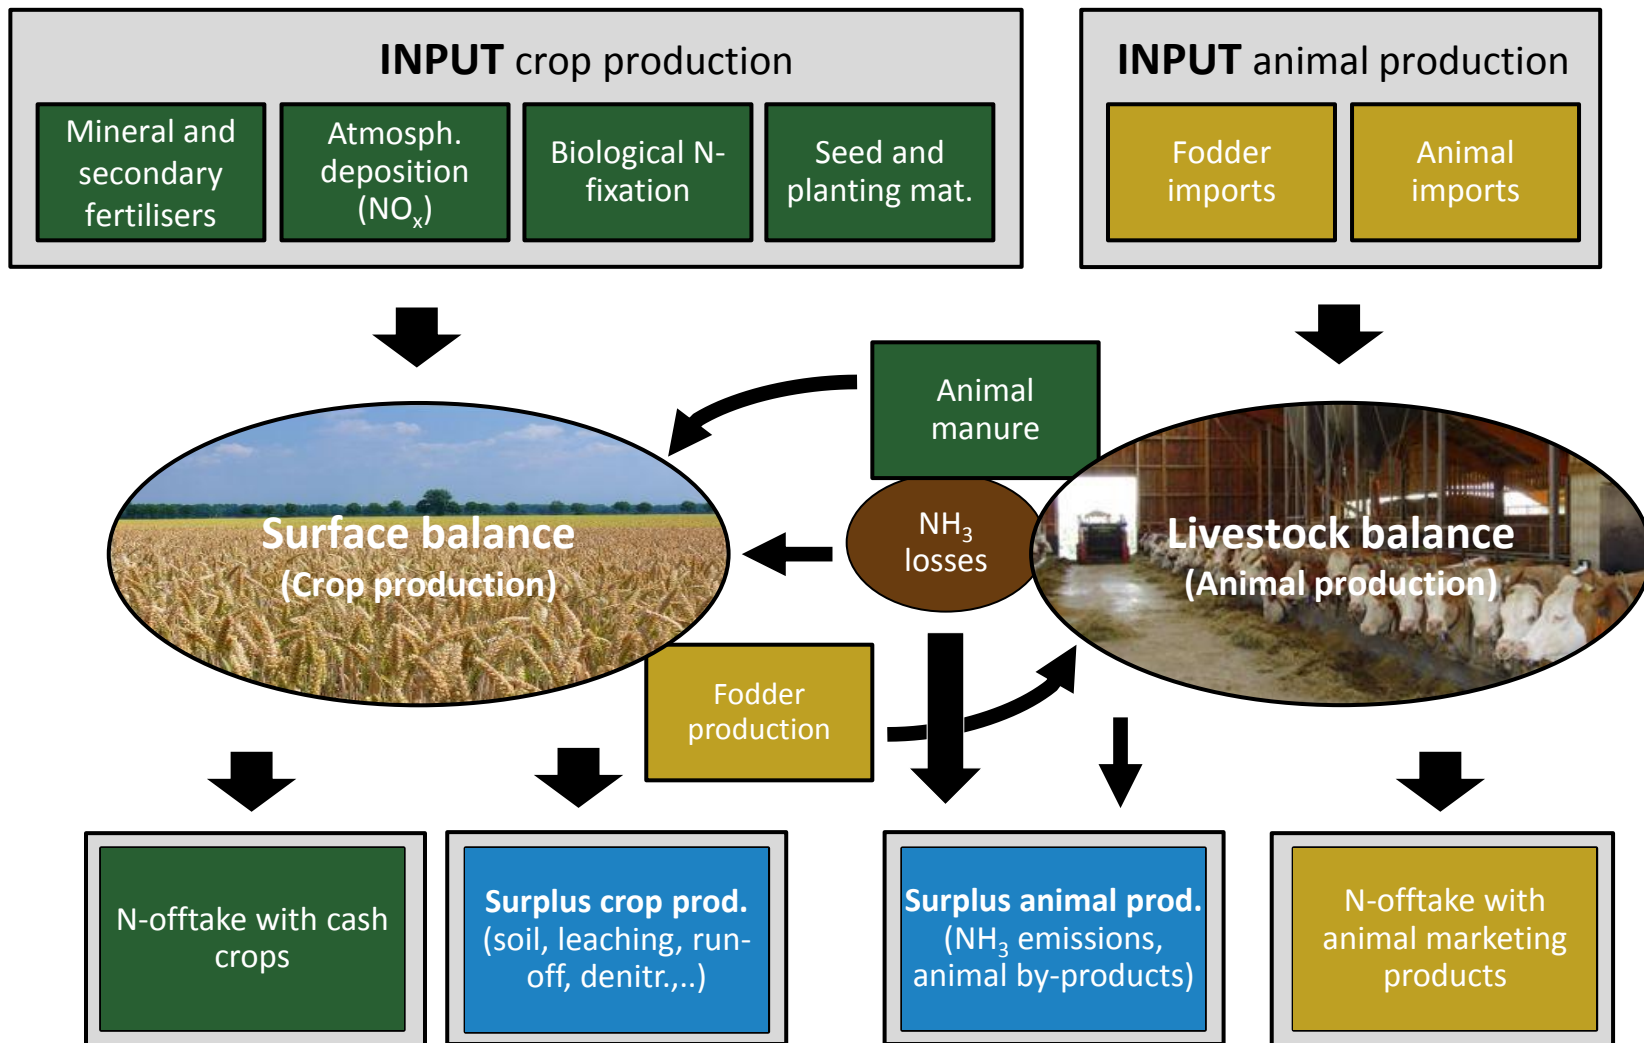 INPUT crop production
Mineral and
secondary
fertilisers
Atmosph.
deposition
(NOx)
Biological N-
fixation
Seed and
planting mat.
INPUT animal production
Fodder
imports
Animal
imports
Animal
manure
Surface balance
(Crop production)
NH3
losses
Livestock balance
(Animal production)
Fodder
production
N-offtake with cash
crops
Surplus crop prod.
(soil, leaching, run-
off, denitr.,..)
Surplus animal prod.
(NH3 emissions,
animal by-products)
N-offtake with
animal marketing
products